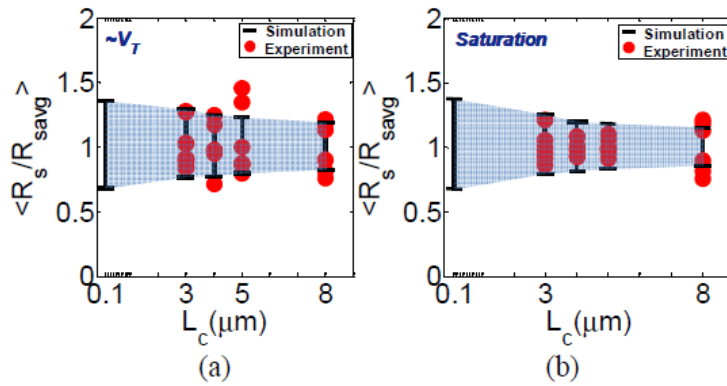 ~V_T
Simulation
Experiment
<R_s/R_savg>
2
1.5
1
0.5
0
0.1 3 5 8
L_c(μm)
(a)
Saturation
Simulation
Experiment
<R_s/R_savg>
2
1.5
1
0.5
0
0.1 3 8
L_c(μm)
(b)